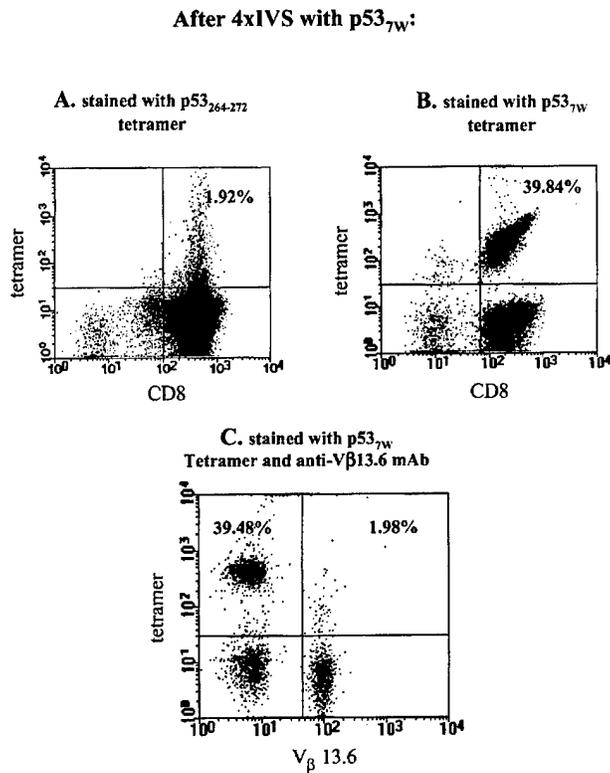 After 4xIVS with p53₇W:
A. stained with p53₂₆₄₋₂₇₂
tetramer
1.92%
tetramer
10⁴
10³
10²
10¹
10⁰
10⁰ 10¹ 10² 10³ 10⁴
CD8
B. stained with p53₇W
tetramer
39.84%
tetramer
10⁴
10³
10²
10¹
10⁰
10⁰ 10¹ 10² 10³ 10⁴
CD8
C. stained with p53₇W
Tetramer and anti-Vβ13.6 mAb
39.48%
1.98%
tetramer
10⁴
10³
10²
10¹
10⁰
10⁰ 10¹ 10² 10³ 10⁴
Vᵦ 13.6